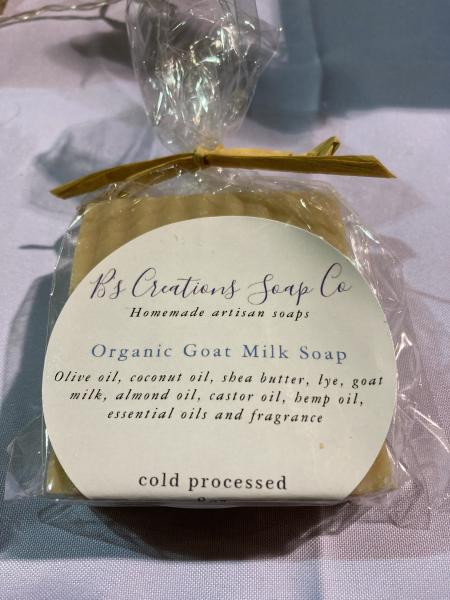 Bs Creations Soap Co
Homemade artisan soaps
Organic Goat Milk Soap
Olive oil, coconut oil, shea butter, lye, goat
milk, almond oil, castor oil, hemp oil,
essential oils and fragrance
cold processed